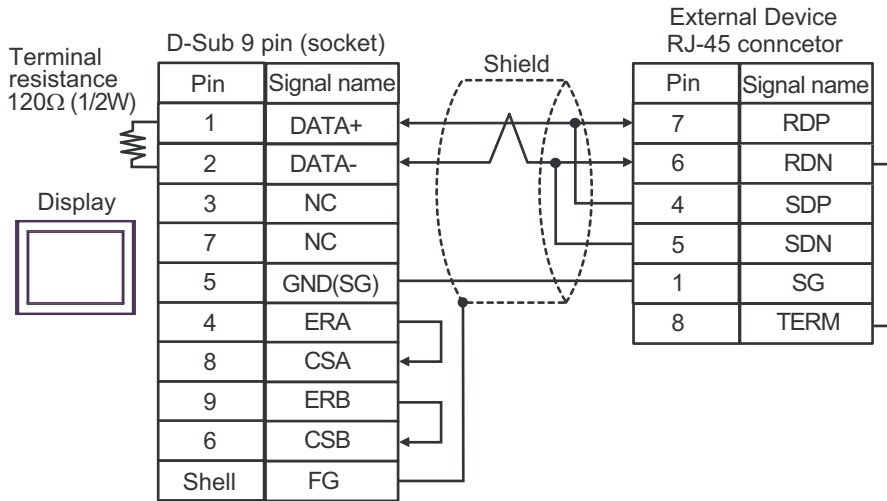 External Device
RJ-45 conncetor
D-Sub 9 pin (socket)
Terminal
resistance
120Ω (1/2W)
Shield
Pin Signal name
1 DATA+
2 DATA-
3 NC
7 NC
5 GND(SG)
4 ERA
8 CSA
9 ERB
6 CSB
Shell FG
Display
Pin Signal name
7 RDP
6 RDN
4 SDP
5 SDN
1 SG
8 TERM